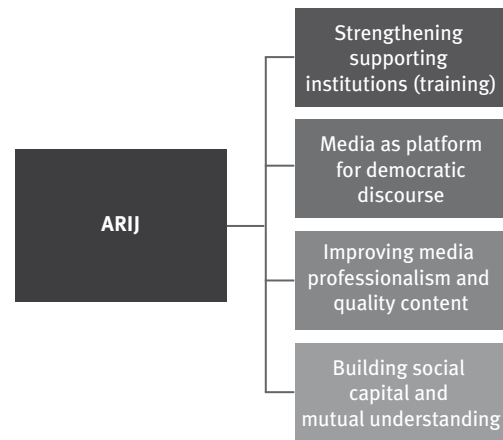 ARIJ
Strengthening
supporting
institutions (training)
Media as platform
for democratic
discourse
Improving media
professionalism and
quality content
Building social
capital and
mutual understanding